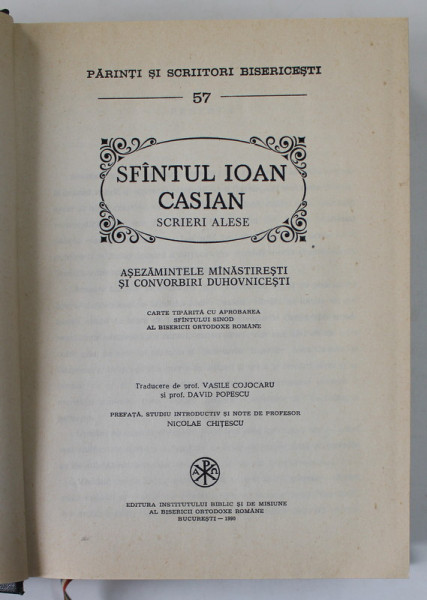 PĂRINȚI ȘI SCRIITORI BISERICEȘTI
57
SFÎNTUL IOAN
CASIAN
SCRIERI ALESE
AȘEZĂMINTELE MÎNĂSTIREȘTI
ȘI CONVORBIRI DUHOVNICEȘTI
CARTE TIPĂRITĂ CU APROBAREA
SFÎNTULUI SINOD
AL BISERICII ORTODOXE ROMÂNE
Traducere de prof. VASILE COJOCARU
și prof. DAVID POPESCU
PREFAȚĂ, STUDIU INTRODUCTIV ȘI NOTE DE PROFESOR
NICOLAE CHIȚESCU
EDITURA INSTITUTULUI BIBLIC ȘI DE MISIUNE
AL BISERICII ORTODOXE ROMÂNE
BUCUREȘTI —